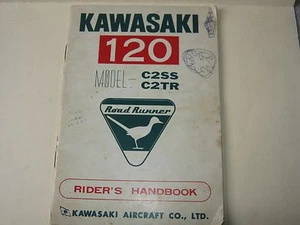 KAWASAKI
120
MODEL- C2SS
C2TR
Road Runner
RIDER'S HANDBOOK
KAWASAKI AIRCRAFT CO., LTD.